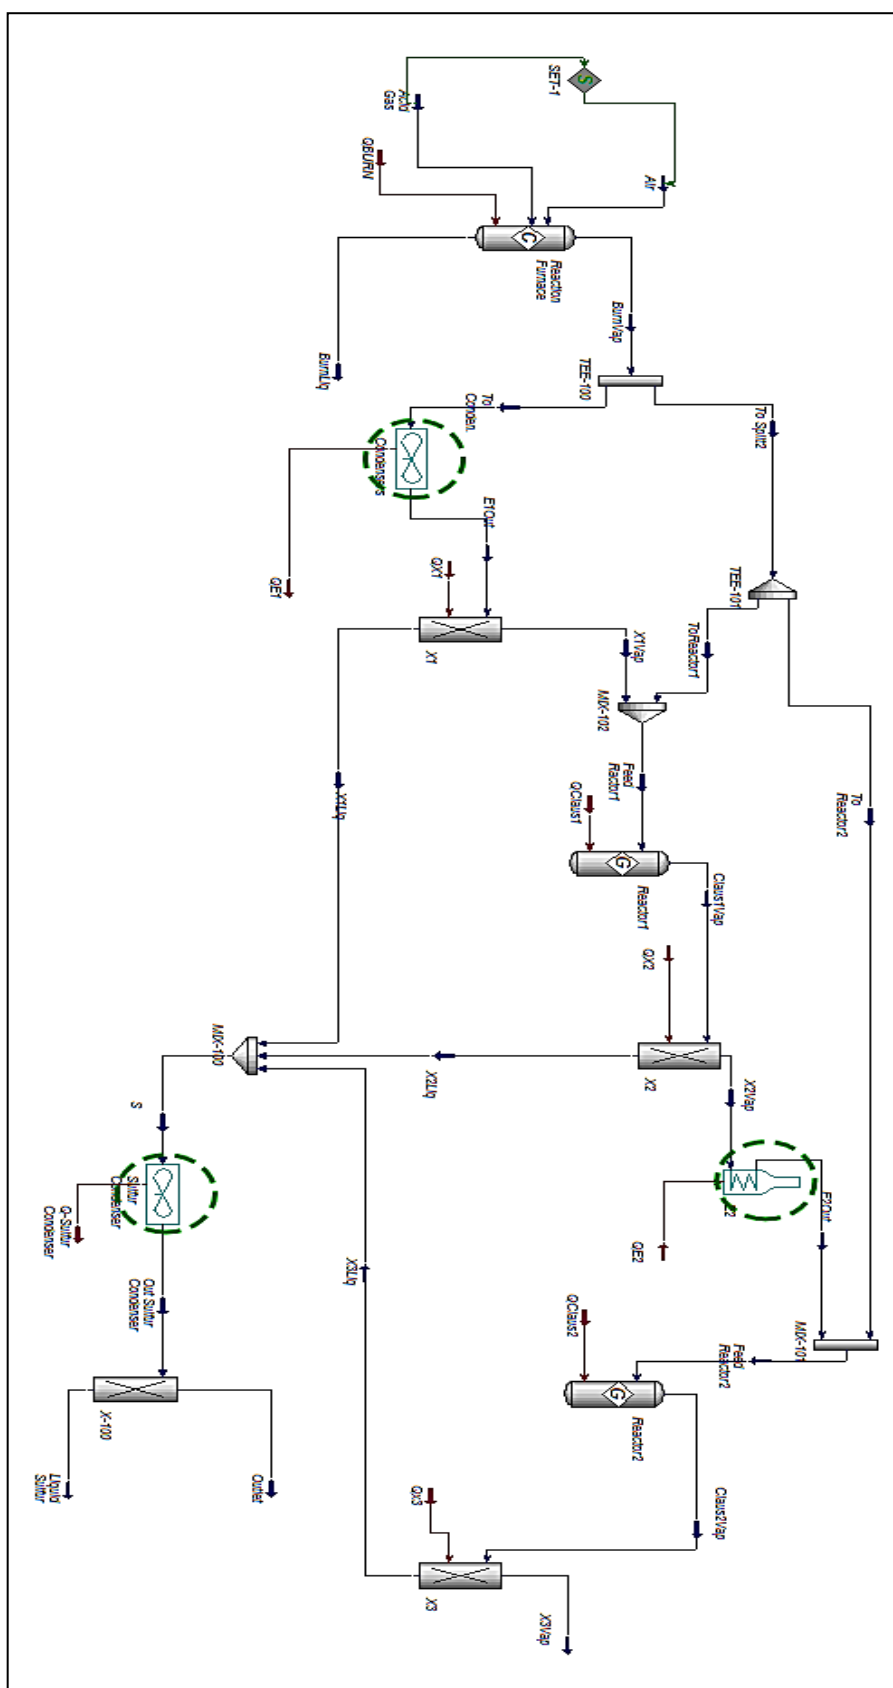 SET-1
S
Acid
Gas
Air
QBURN
C
Reaction
Furnace
BurnVap
BurnLiq
TEE-100
To
Conden.
To Split2
Condensers
E1Out
QE1
QX1
TEE-101
X1
X1Vap
ToReactor1
MIX-102
X1Liq
Feed
Ractor1
QClaus1
To
Reactor2
G
Reactor1
Claus1Vap
QX2
MIX-100
X2Liq
X2
X2Vap
S
Sulfur
Condenser
Q-Sulfur
Condenser
E2
E2Out
QE2
X3Liq
Out Sulfur
Condenser
QClaus2
Feed
Reactor2
MIX-101
X-100
G
Reactor2
Liquid
Sulfur
Outlet
Qx3
Claus2Vap
X3
X3Vap